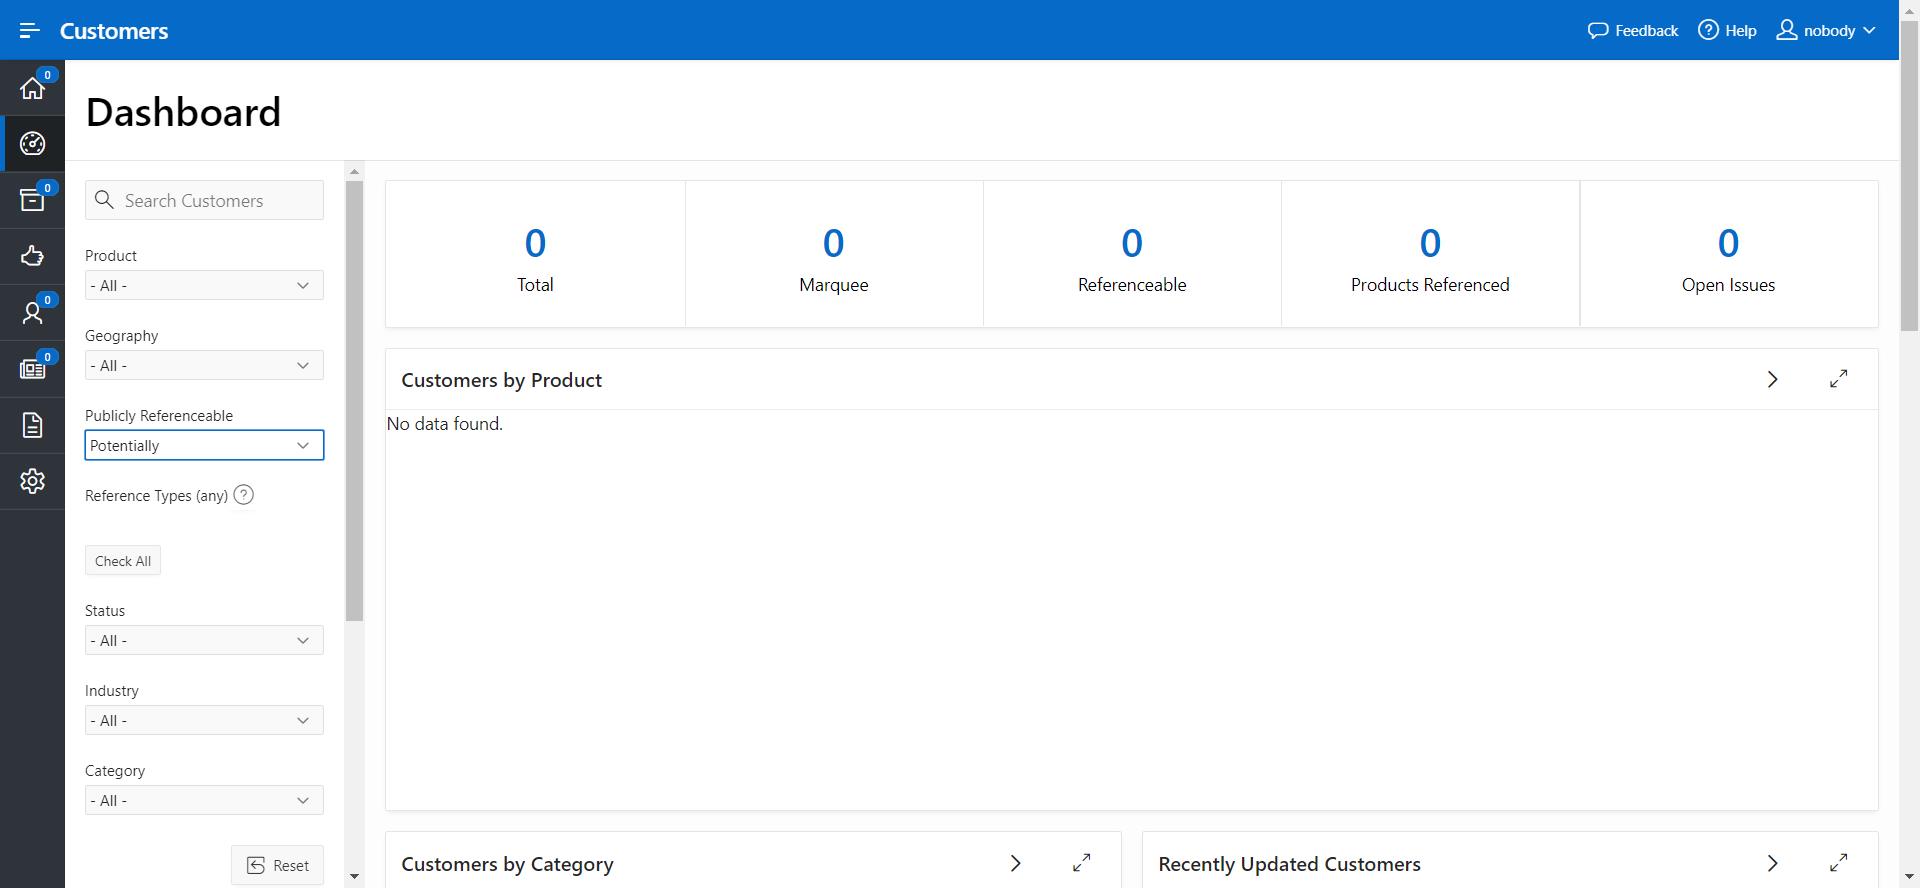 Customers
Feedback
Help
nobody
0
0
0
0
Dashboard
Search Customers
Product
- All -
Geography
- All -
Publicly Referenceable
Potentially
Reference Types (any)
Check All
Status
- All -
Industry
- All -
Category
- All -
Reset
0
Total
0
Marquee
0
Referenceable
0
Products Referenced
0
Open Issues
Customers by Product
No data found.
Customers by Category
Recently Updated Customers